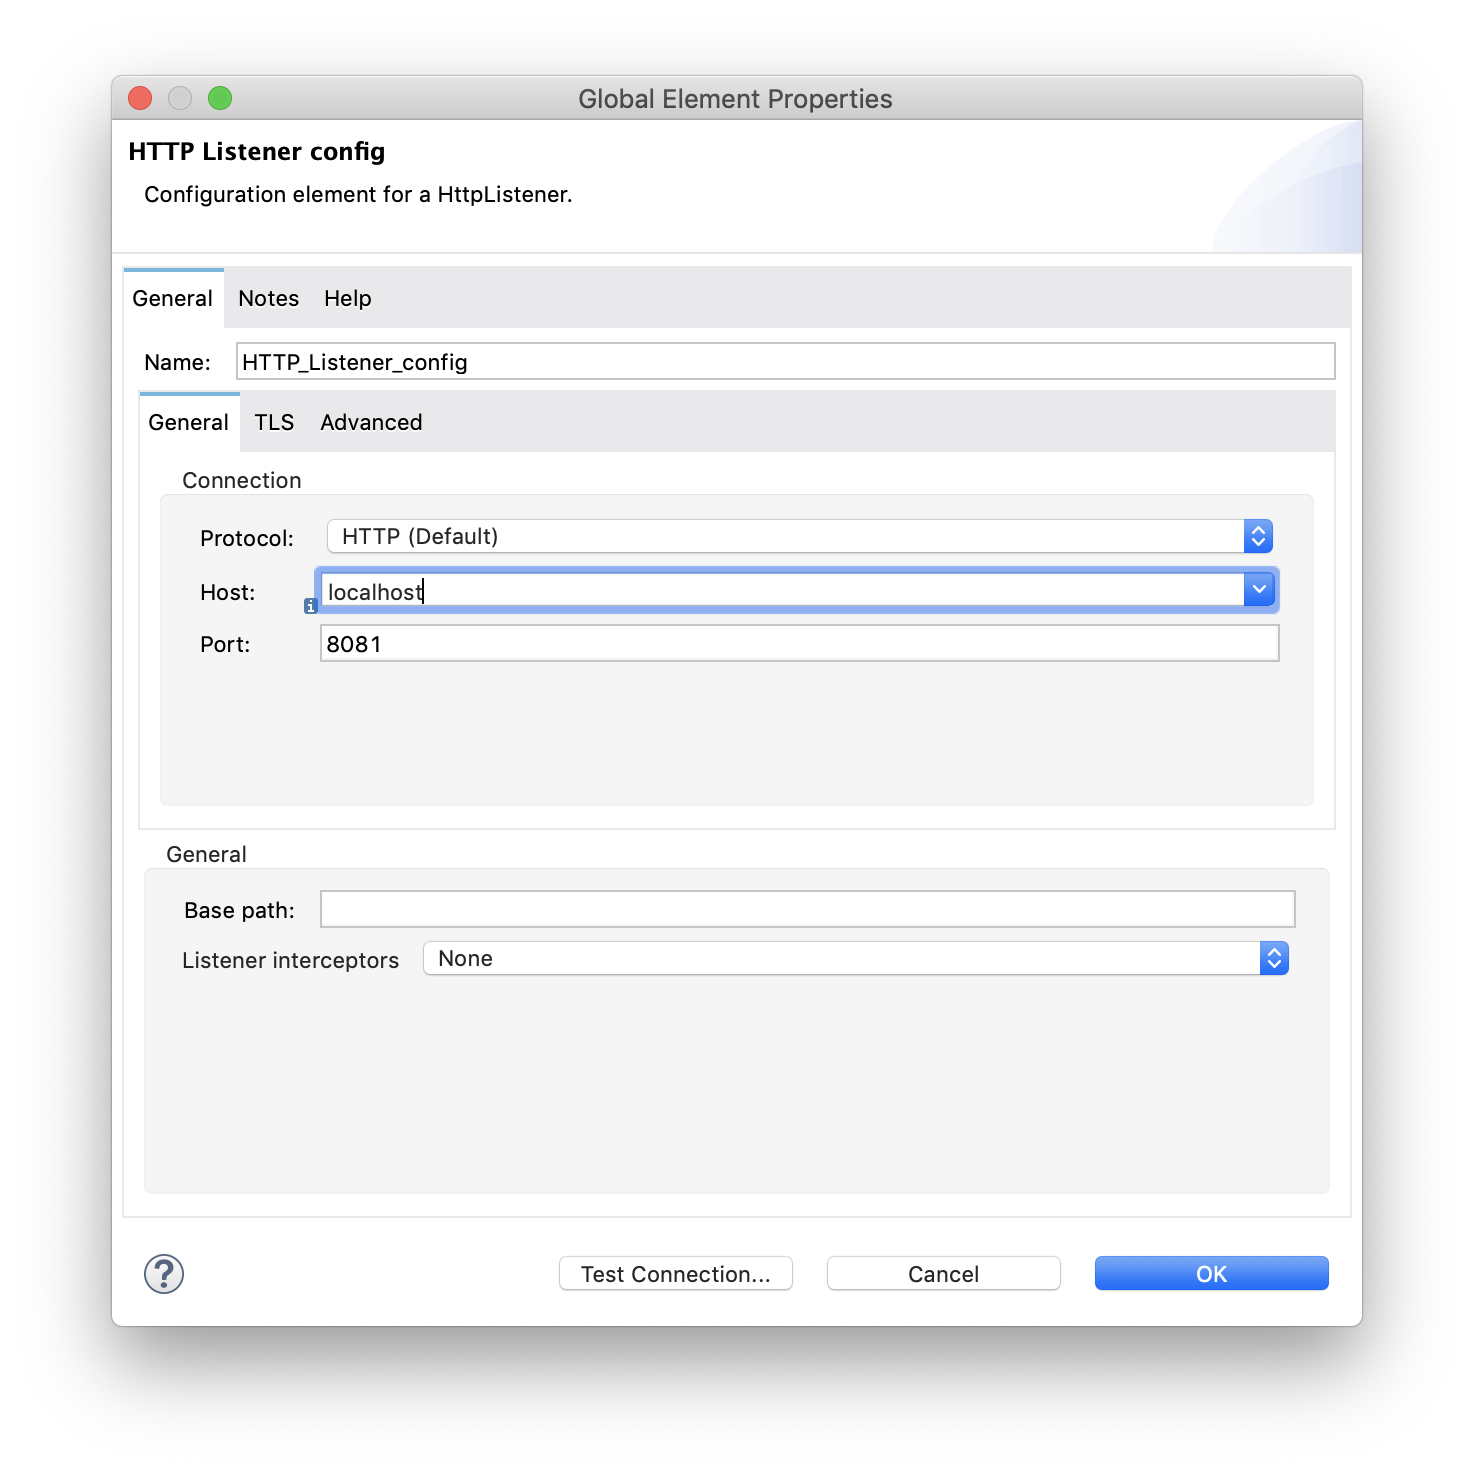 Global Element Properties
HTTP Listener config
Configuration element for a HttpListener.
General Notes Help
Name: HTTP_Listener_config
General TLS Advanced
Connection
Protocol: HTTP (Default)
Host: localhost
Port: 8081
General
Base path:
Listener interceptors None
? Test Connection... Cancel OK